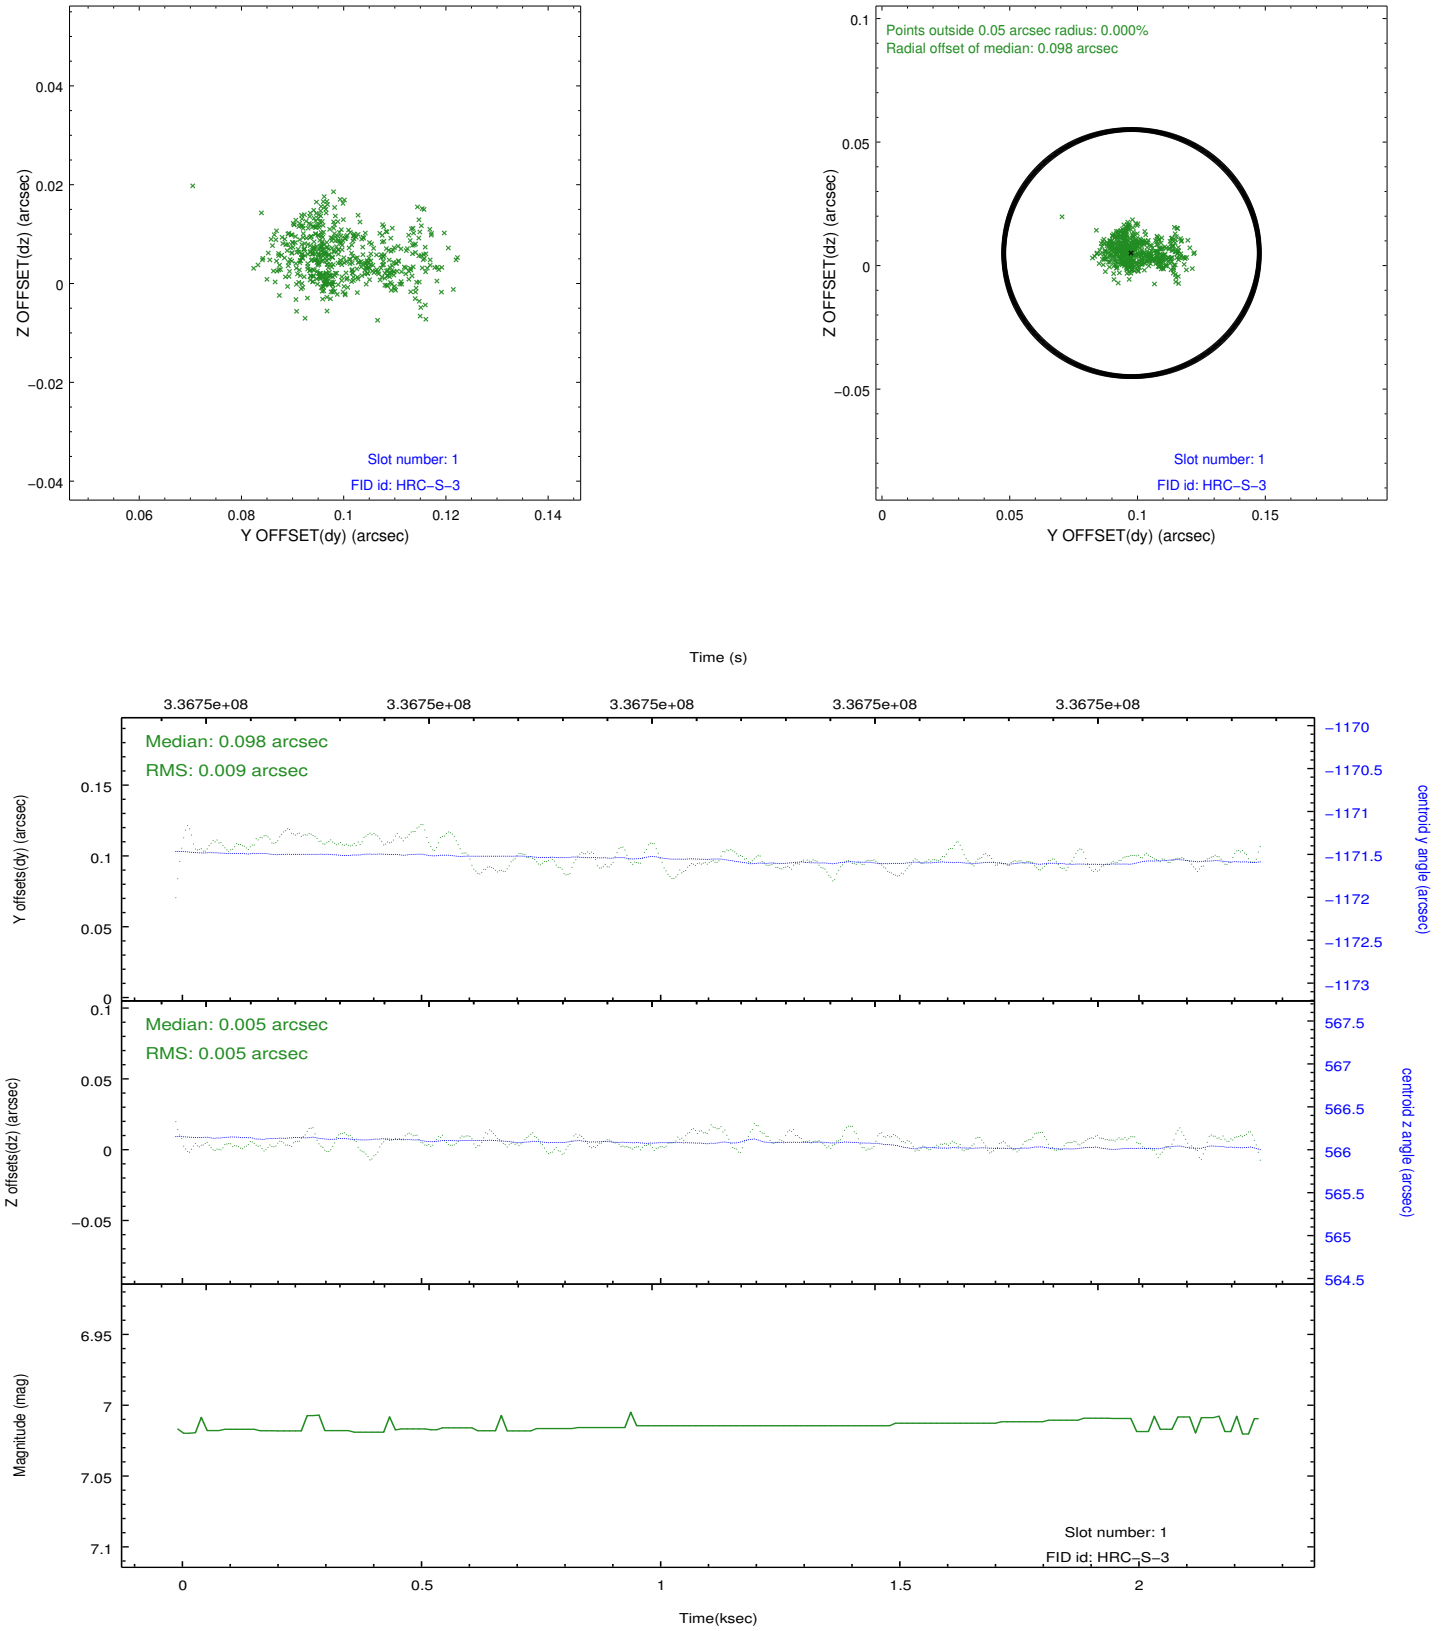 0.04
0.02
0
−0.02
−0.04
Z OFFSET(dz) (arcsec)
Slot number: 1
FID id: HRC−S−3
0.06
0.08
0.1
0.12
0.14
Y OFFSET(dy) (arcsec)
Points outside 0.05 arcsec radius: 0.000%
Radial offset of median: 0.098 arcsec
0.1
0.05
0
−0.05
Z OFFSET(dz) (arcsec)
Slot number: 1
FID id: HRC−S−3
0
0.05
0.1
0.15
Y OFFSET(dy) (arcsec)
Time (s)
3.3675e+08
3.3675e+08
3.3675e+08
3.3675e+08
3.3675e+08
Median: 0.098 arcsec
RMS: 0.009 arcsec
0.15
0.1
0.05
0
Y offsets(dy) (arcsec)
−1170
−1170.5
−1171
−1171.5
−1172
−1172.5
−1173
centroid y angle (arcsec)
Median: 0.005 arcsec
RMS: 0.005 arcsec
0.1
0.05
0
−0.05
Z offsets(dz) (arcsec)
567.5
567
566.5
566
565.5
565
564.5
centroid z angle (arcsec)
6.95
7
7.05
7.1
Magnitude (mag)
Slot number: 1
FID id: HRC−S−3
0
0.5
1
1.5
2
Time(ksec)